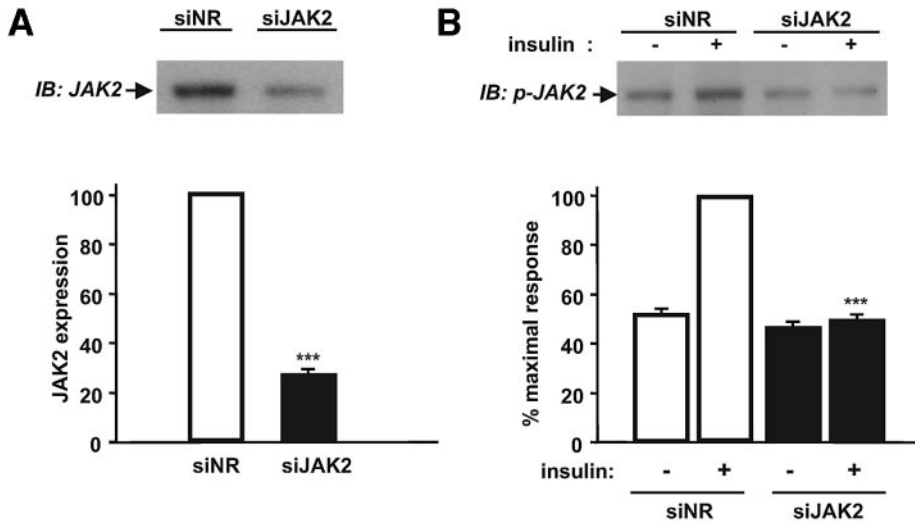 A
siNR siJAK2
IB: JAK2
JAK2 expression
100
80
60
40
20
0
***
siNR siJAK2
B
siNR siJAK2
insulin : - + - +
IB: p-JAK2
% maximal response
100
80
60
40
20
0
***
insulin: - + - +
siNR siJAK2